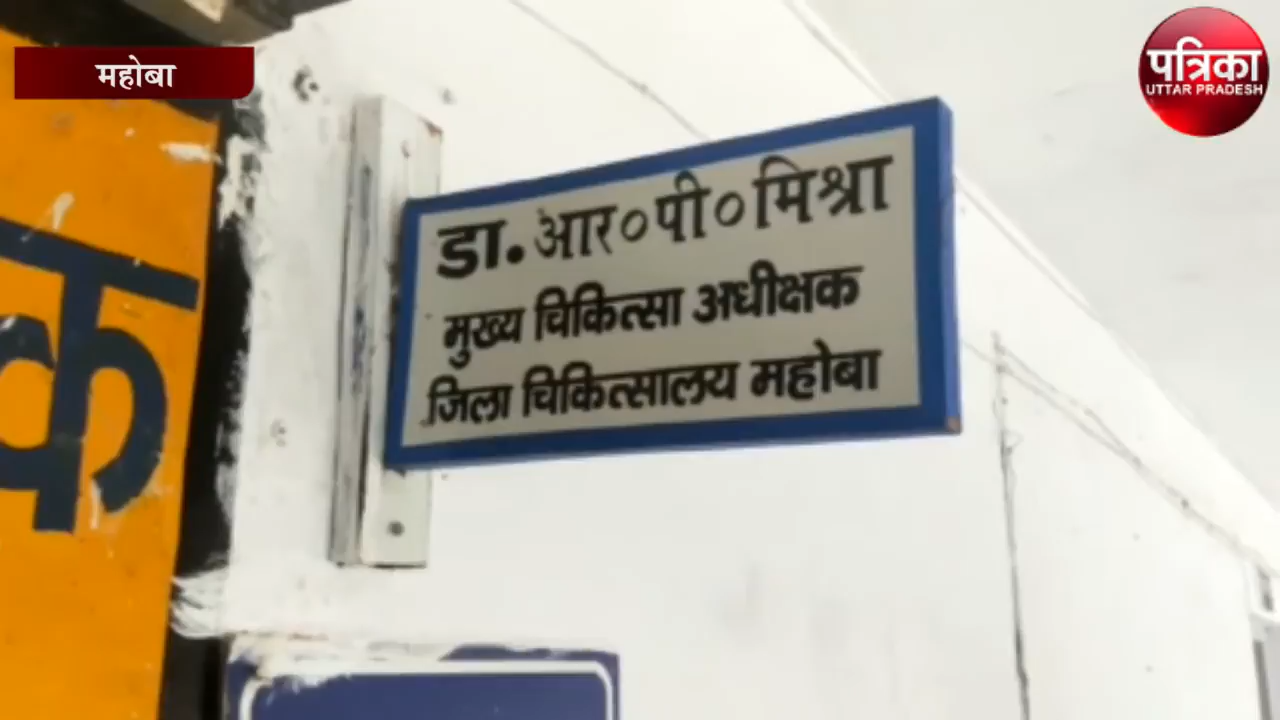 महोबा
पत्रिका
UTTAR PRADESH
डा. आर०पी०मिश्रा
मुख्य चिकित्सा अधीक्षक
जिला चिकित्सालय महोबा
क